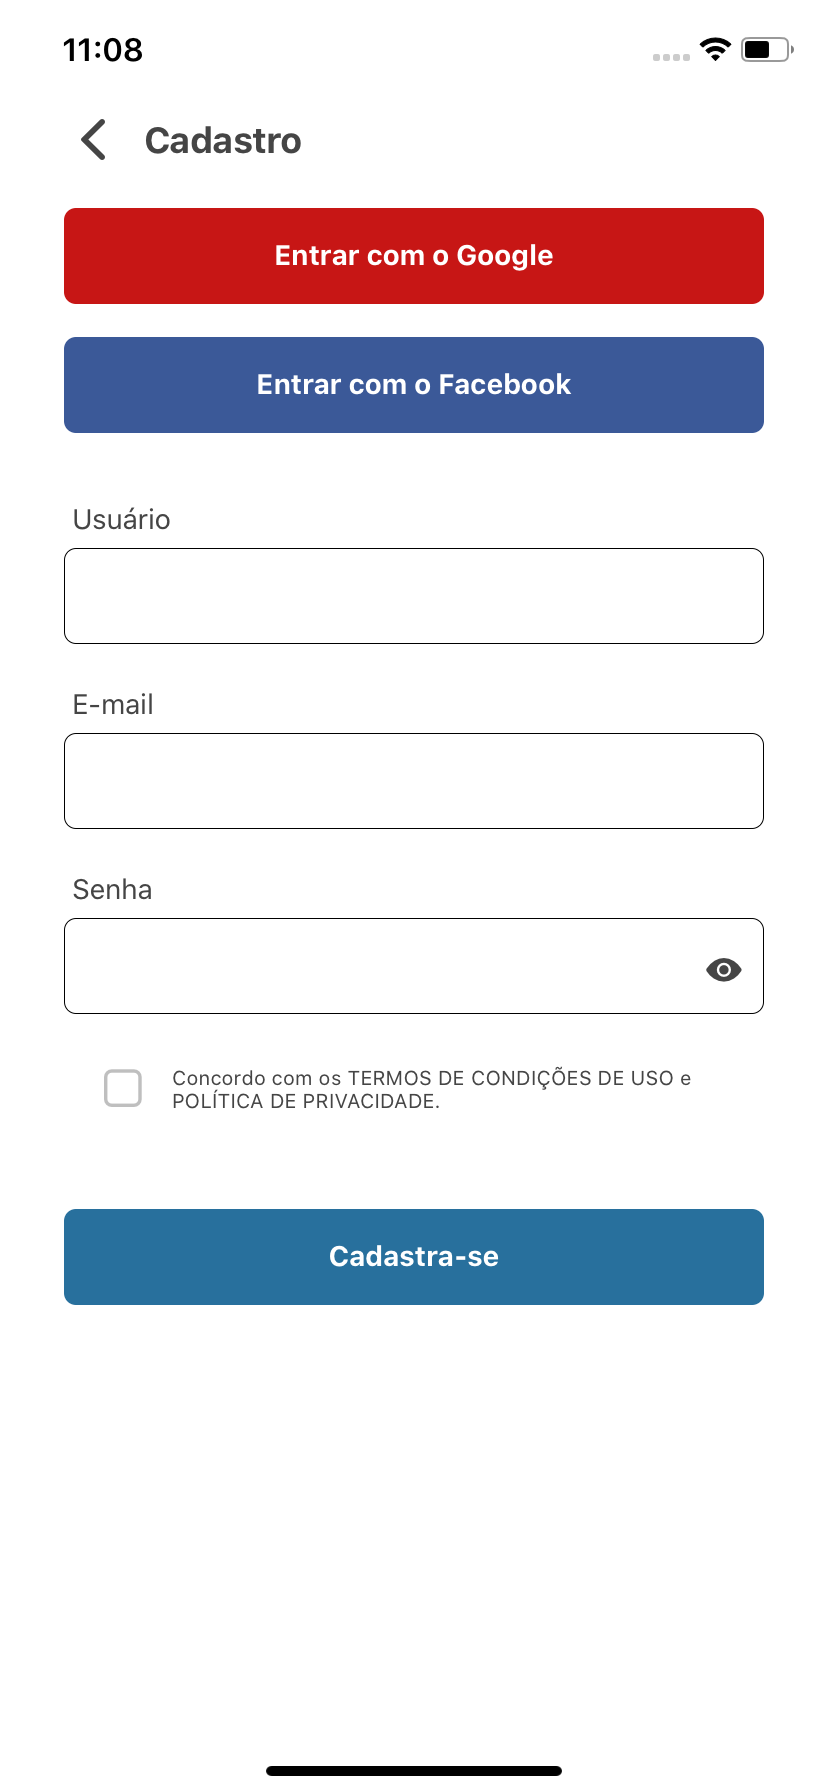 11:08
Cadastro
Entrar com o Google
Entrar com o Facebook
Usuário
E-mail
Senha
Concordo com os TERMOS DE CONDIÇÕES DE USO e
POLÍTICA DE PRIVACIDADE.
Cadastra-se